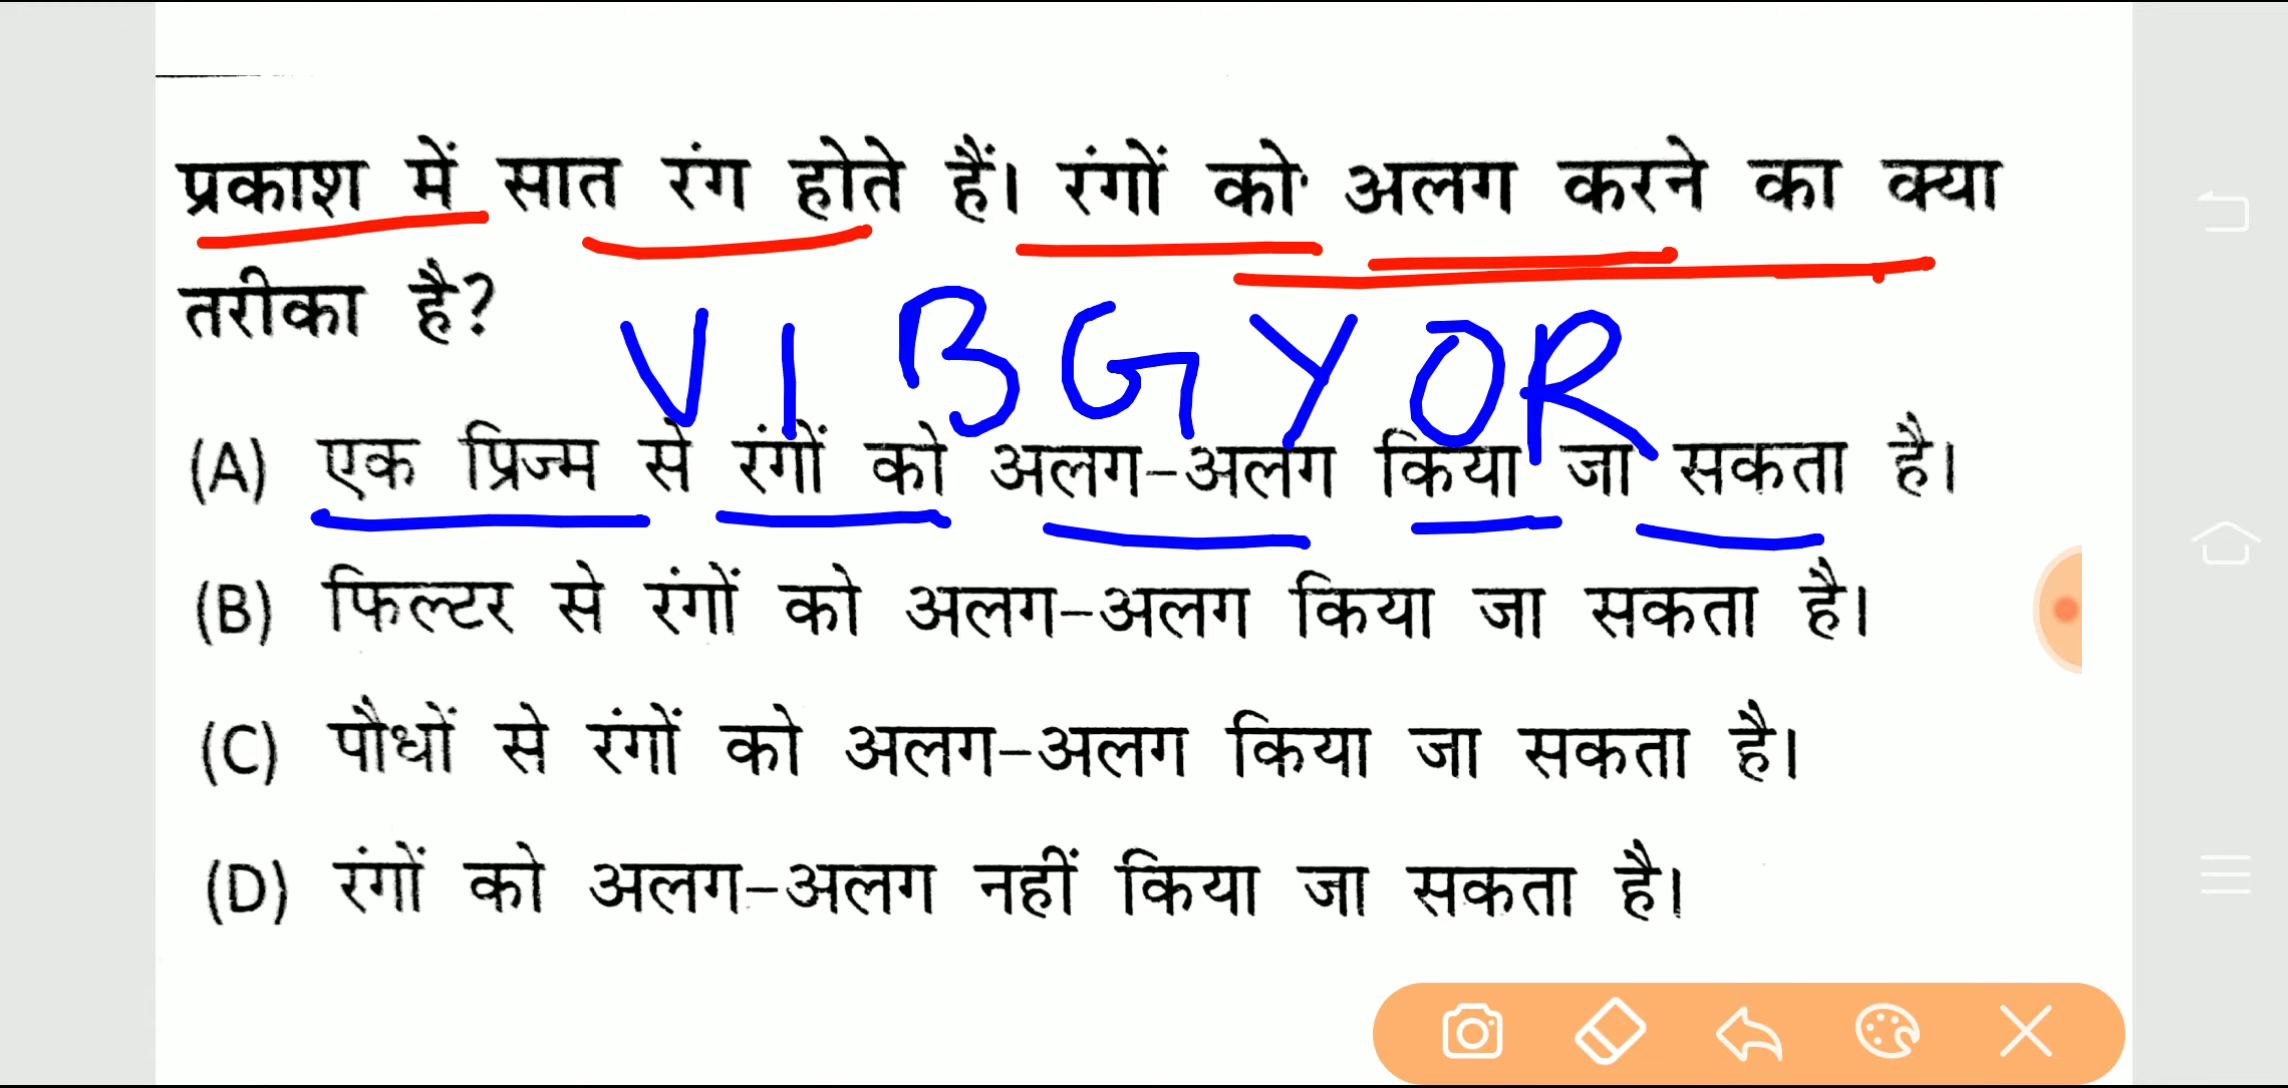 प्रकाश में सात रंग होते हैं। रंगों को अलग करने का क्या
तरीका है?
VIBGYOR
(A) एक प्रिज्म से रंगों को अलग-अलग किया जा सकता है।
(B) फिल्टर से रंगों को अलग-अलग किया जा सकता है।
(C) पौधों से रंगों को अलग-अलग किया जा सकता है।
(D) रंगों को अलग-अलग नहीं किया जा सकता है।